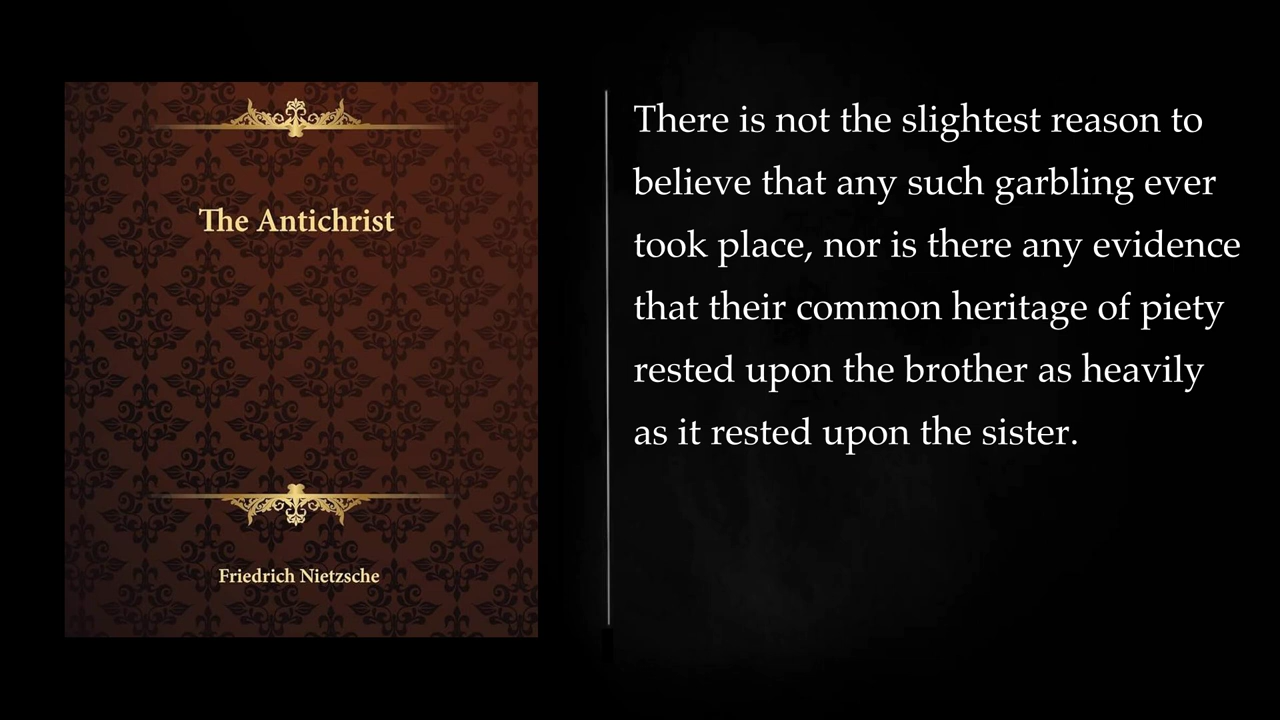 The Antichrist
Friedrich Nietzsche
There is not the slightest reason to
believe that any such garbling ever
took place, nor is there any evidence
that their common heritage of piety
rested upon the brother as heavily
as it rested upon the sister.